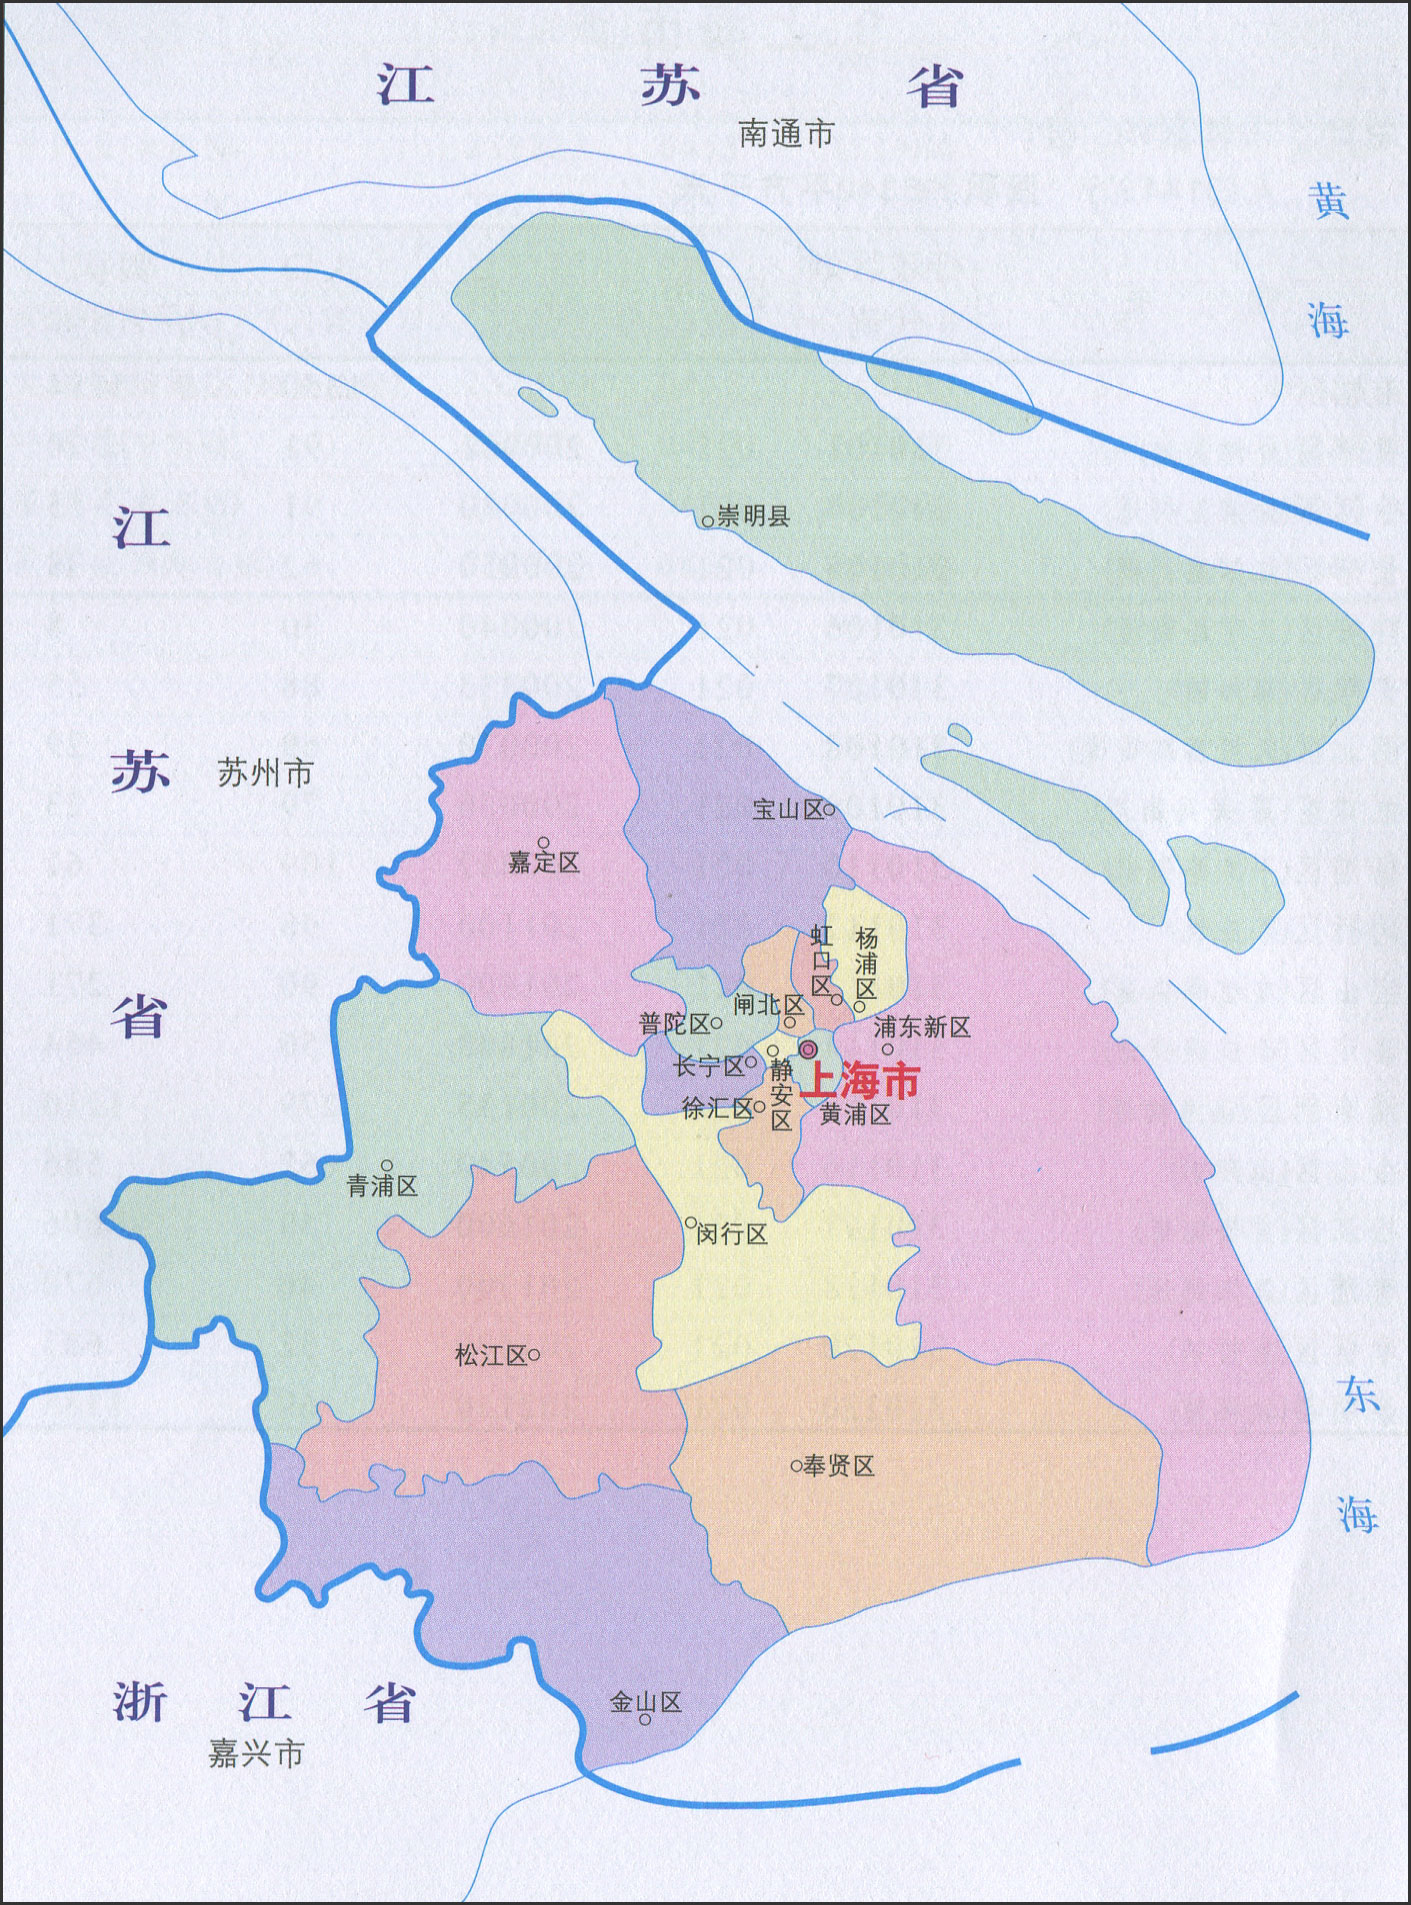 江苏省
南通市
黄海
崇明县
江苏省
苏州市
宝山区
嘉定区
虹口区
杨浦区
闸北区
普陀区
浦东新区
长宁区
静安区
上海市
徐汇区
黄浦区
青浦区
闵行区
松江区
东海
奉贤区
浙江省
金山区
嘉兴市